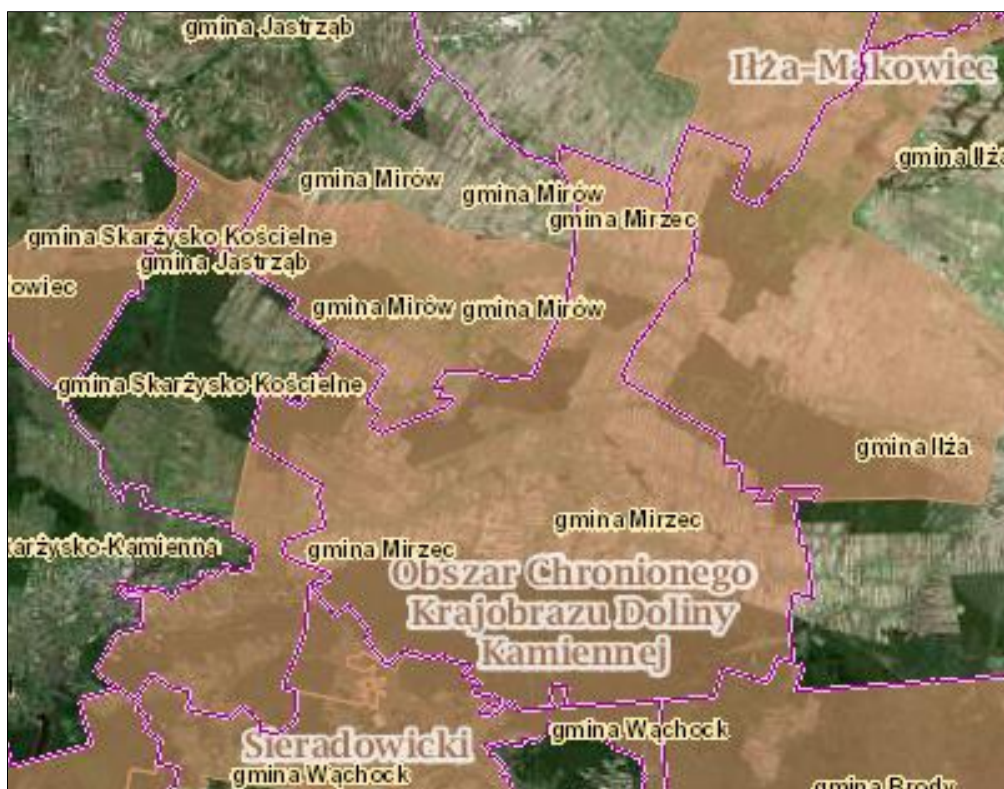 gmina Jastrząb
Iłża-Makowiec
gmina Iłża
gmina Mirów
gmina Mirów
gmina Mirzec
gmina Skarżysko Kościelne
gmina Jastrząb
owiec
gmina Mirów
gmina Mirów
gmina Skarżysko Kościelne
gmina Iłża
gmina Mirzec
karżysko-Kamienna
gmina Mirzec
Obszar Chronionego
Krajobrazu Doliny
Kamiennej
gmina Wąchock
Sieradowicki
gmina Wąchock
gmina Brody